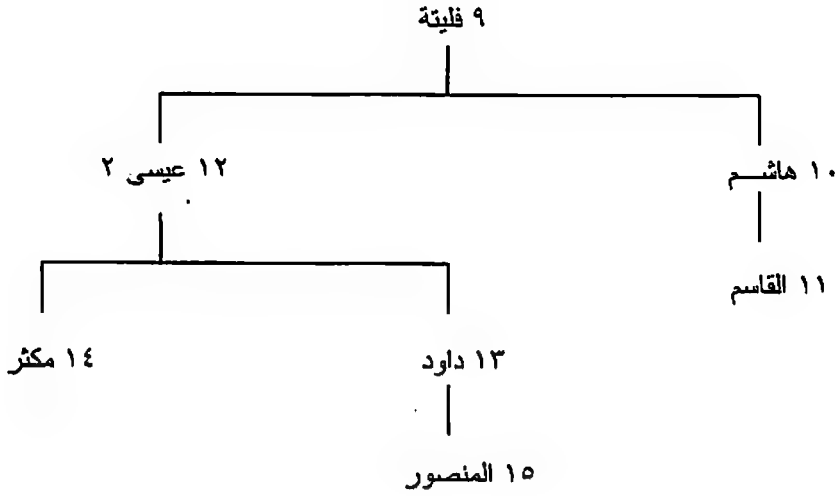 ٩ فليتة
١٠ هاشم
١٢ عيسى ٢
١١ القاسم
١٣ داود
١٤ مكثر
١٥ المنصور